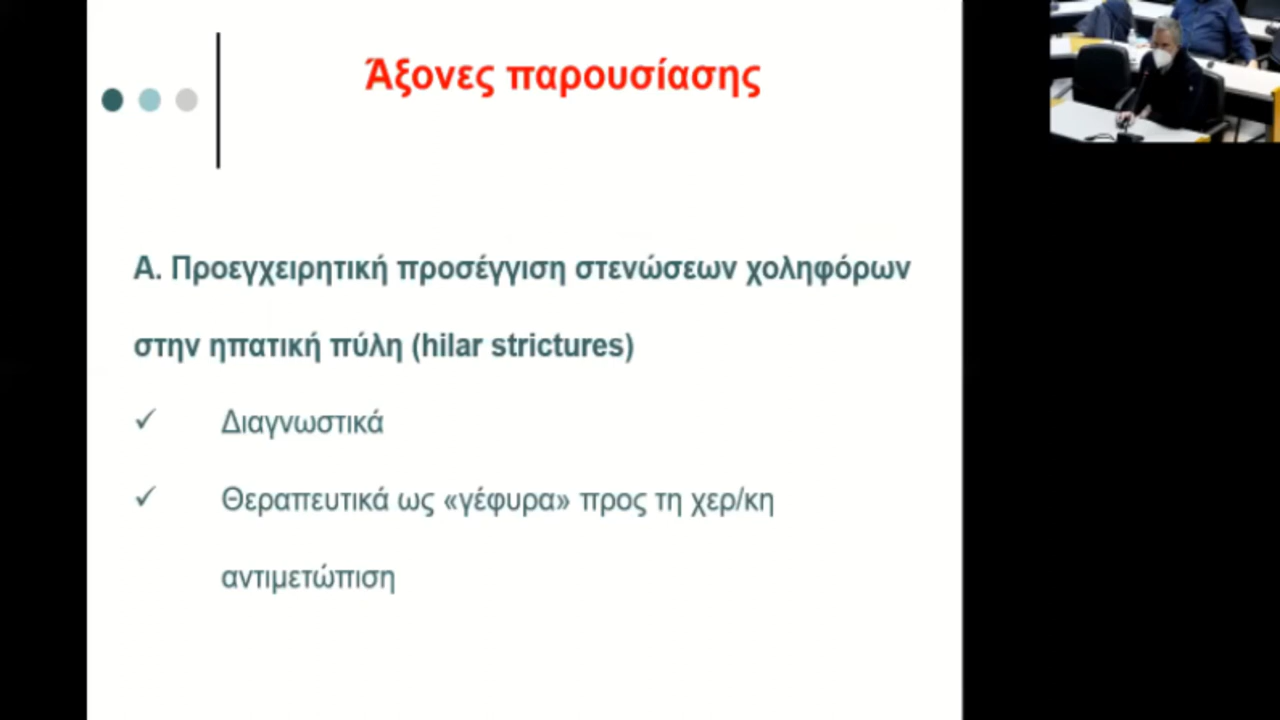 Άξονες παρουσίασης
Α. Προεγχειρητική προσέγγιση στενώσεων χοληφόρων
στην ηπατική πύλη (hilar strictures)
✓ Διαγνωστικά
✓ Θεραπευτικά ως «γέφυρα» προς τη χερ/κη
αντιμετώπιση